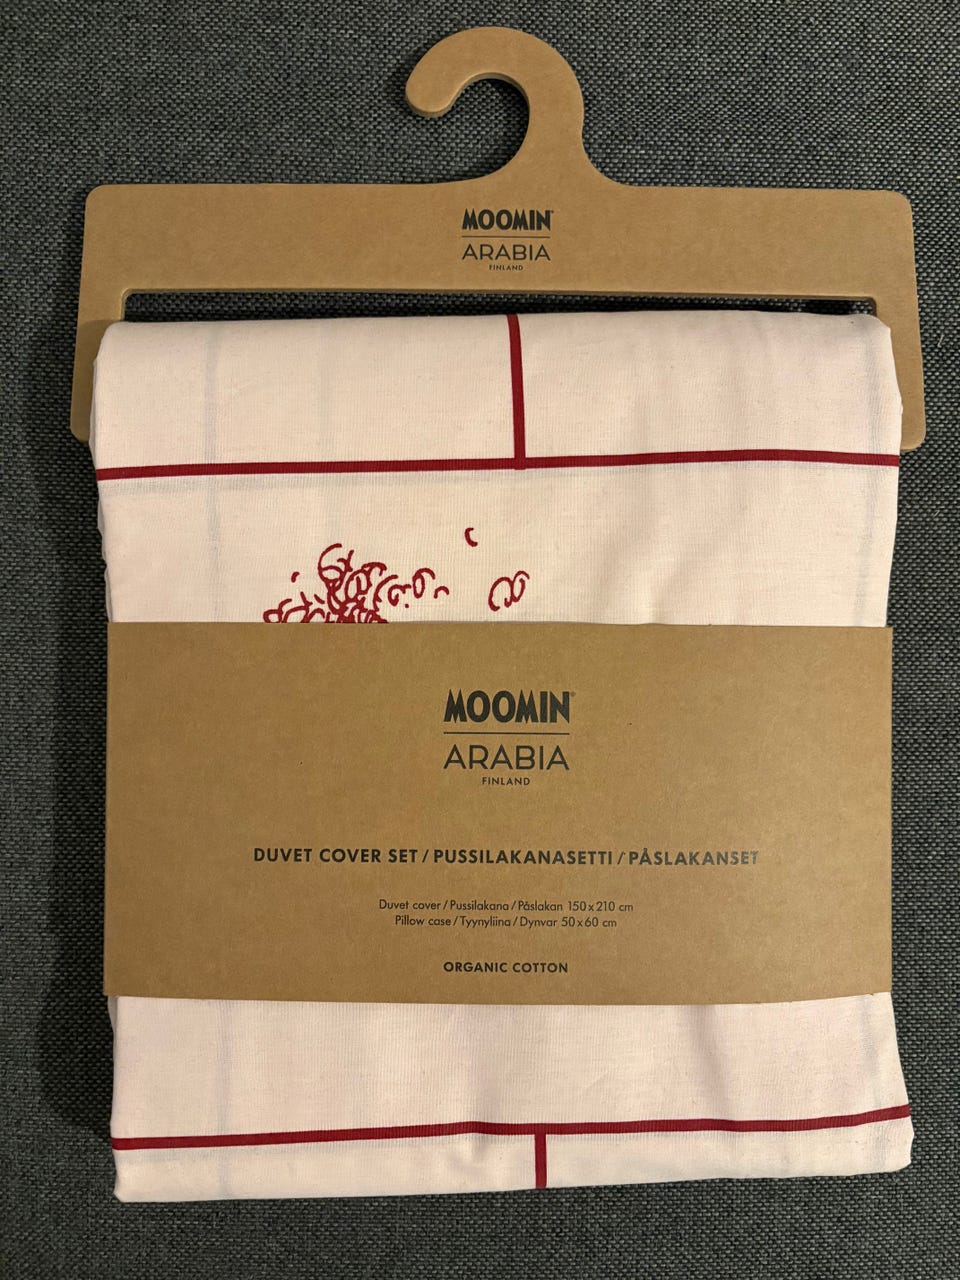 MOOMIN®
ARABIA
FINLAND
MOOMIN®
ARABIA
FINLAND
DUVET COVER SET / PUSSILAKANASETTI / PÅSLAKANSET
Duvet cover / Pussilakana / Påslakan 150 x 210 cm
Pillow case / Tyynyliina / Dynvar 50 x 60 cm
ORGANIC COTTON